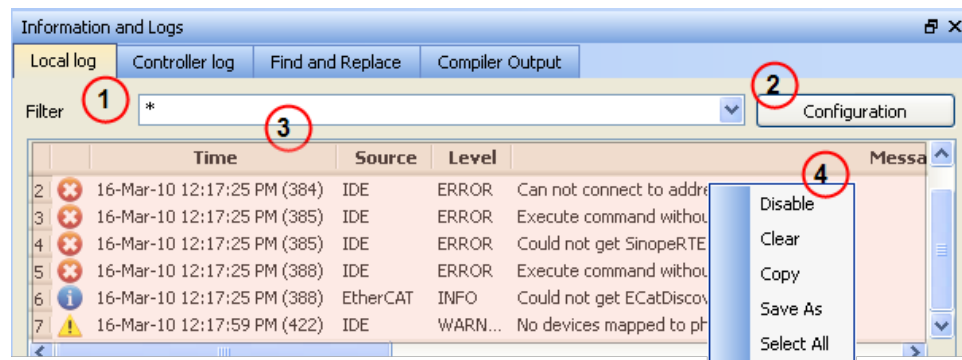 Information and Logs
Local log Controller log Find and Replace Compiler Output
Filter 1 * 2 Configuration
3
Time Source Level Messa
4
2 16-Mar-10 12:17:25 PM (384) IDE ERROR Can not connect to addre
Disable
3 16-Mar-10 12:17:25 PM (385) IDE ERROR Execute command withou
Clear
4 16-Mar-10 12:17:25 PM (385) IDE ERROR Could not get SinopeRTE
5 16-Mar-10 12:17:25 PM (388) IDE ERROR Execute command withou
Copy
6 16-Mar-10 12:17:25 PM (388) EtherCAT INFO Could not get ECatDiscov
Save As
7 16-Mar-10 12:17:59 PM (422) IDE WARN... No devices mapped to ph
Select All